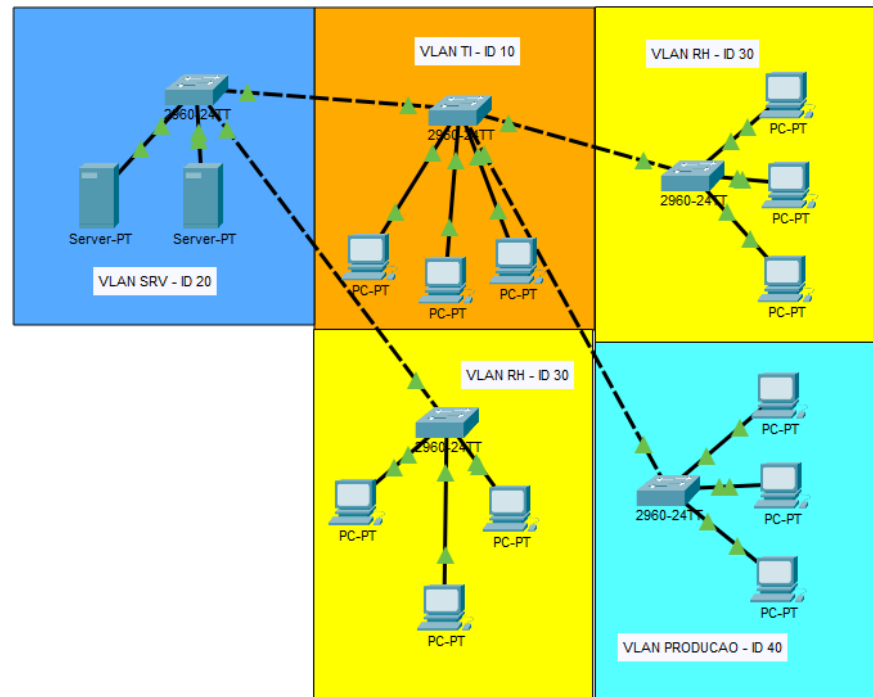 VLAN TI - ID 10
VLAN RH - ID 30
2960-24TT
2960-24TT
PC-PT
2960-24TT
PC-PT
Server-PT
Server-PT
VLAN SRV - ID 20
PC-PT
PC-PT
PC-PT
PC-PT
VLAN RH - ID 30
2960-24TT
PC-PT
PC-PT
PC-PT
PC-PT
2960-24TT
PC-PT
PC-PT
VLAN PRODUCAO - ID 40